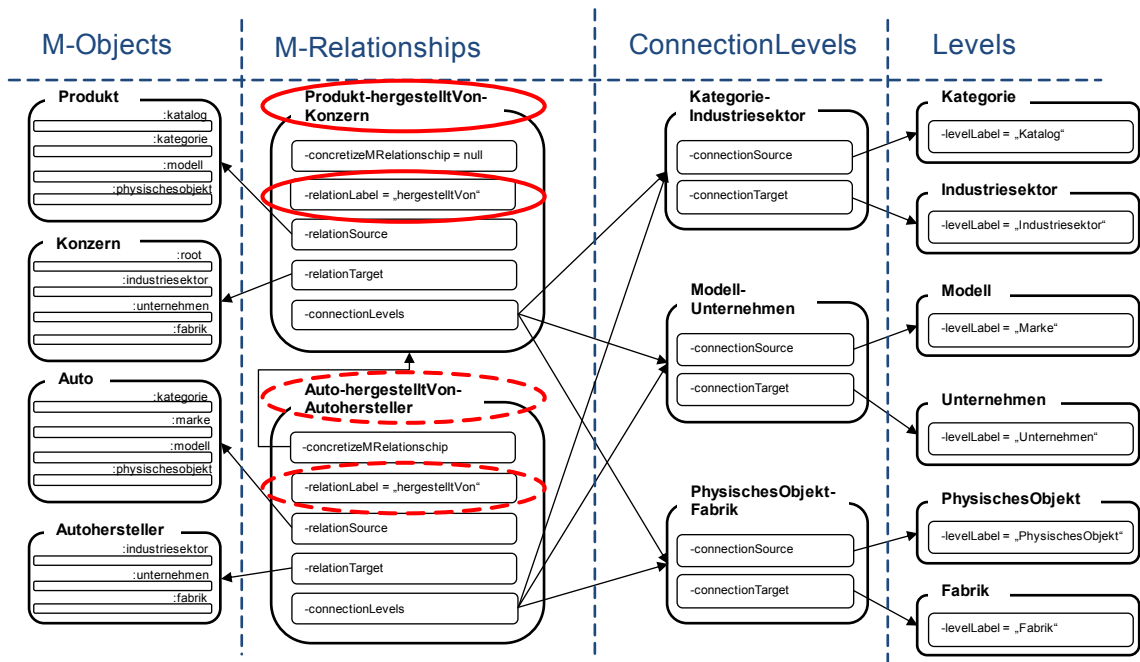 M-Objects
M-Relationships
ConnectionLevels
Levels
Produkt
:katalog
:kategorie
:modell
:physischesobjekt
Konzern
:root
:industriesektor
:unternehmen
:fabrik
Auto
:kategorie
:marke
:modell
:physischesobjekt
Autohersteller
:industriesektor
:unternehmen
:fabrik
Produkt-hergestelltVon-
Konzern
-concretizeMRelationschip = null
-relationLabel = „hergestelltVon“
-relationSource
-relationTarget
-connectionLevels
Auto-hergestelltVon-
Autohersteller
-concretizeMRelationschip
-relationLabel = „hergestelltVon“
-relationSource
-relationTarget
-connectionLevels
Kategorie-
Industriesektor
-connectionSource
-connectionTarget
Modell-
Unternehmen
-connectionSource
-connectionTarget
PhysischesObjekt-
Fabrik
-connectionSource
-connectionTarget
Kategorie
-levelLabel = „Katalog“
Industriesektor
-levelLabel = „Industriesektor“
Modell
-levelLabel = „Marke“
Unternehmen
-levelLabel = „Unternehmen“
PhysischesObjekt
-levelLabel = „PhysischesObjekt“
Fabrik
-levelLabel = „Fabrik“